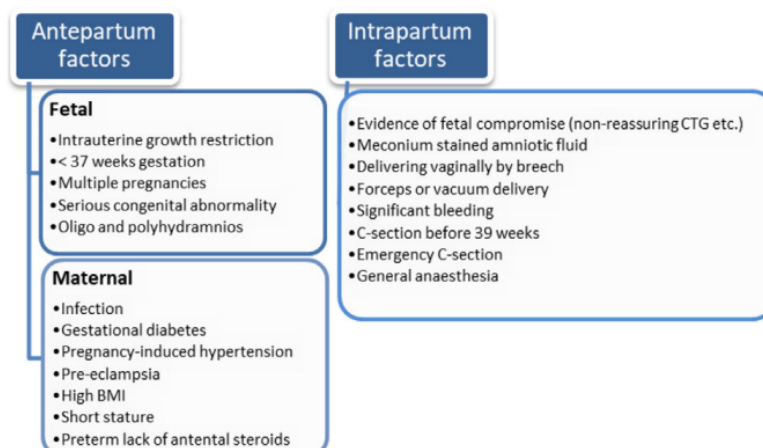 Antepartum
factors
Fetal
•Intrauterine growth restriction
•< 37 weeks gestation
•Multiple pregnancies
•Serious congenital abnormality
•Oligo and polyhydramnios
Maternal
•Infection
•Gestational diabetes
•Pregnancy-induced hypertension
•Pre-eclampsia
•High BMI
•Short stature
•Preterm lack of antental steroids
Intrapartum
factors
•Evidence of fetal compromise (non-reassuring CTG etc.)
•Meconium stained amniotic fluid
•Delivering vaginally by breech
•Forceps or vacuum delivery
•Significant bleeding
•C-section before 39 weeks
•Emergency C-section
•General anaesthesia